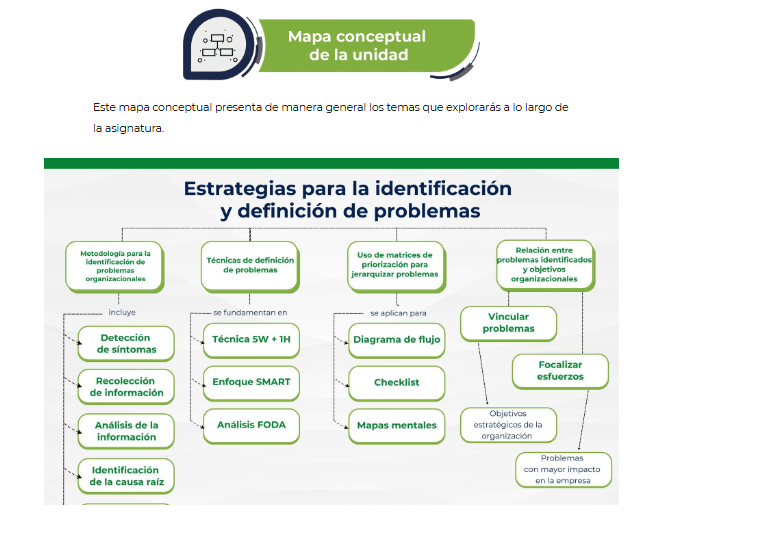 Mapa conceptual
de la unidad
Este mapa conceptual presenta de manera general los temas que explorarás a lo largo de
la asignatura.
Estrategias para la identificación
y definición de problemas
Metodología para la
identificación de
problemas
organizacionales
incluye
Detección
de síntomas
Recolección
de información
Análisis de la
información
Identificación
de la causa raíz
Técnicas de definición
de problemas
se fundamentan en
Técnica 5W + 1H
Enfoque SMART
Análisis FODA
Uso de matrices de
priorización para
jerarquizar problemas
se aplican para
Diagrama de flujo
Checklist
Mapas mentales
Relación entre
problemas identificados
y objetivos
organizacionales
Vincular
problemas
Focalizar
esfuerzos
Objetivos
estratégicos de la
organización
Problemas
con mayor impacto
en la empresa